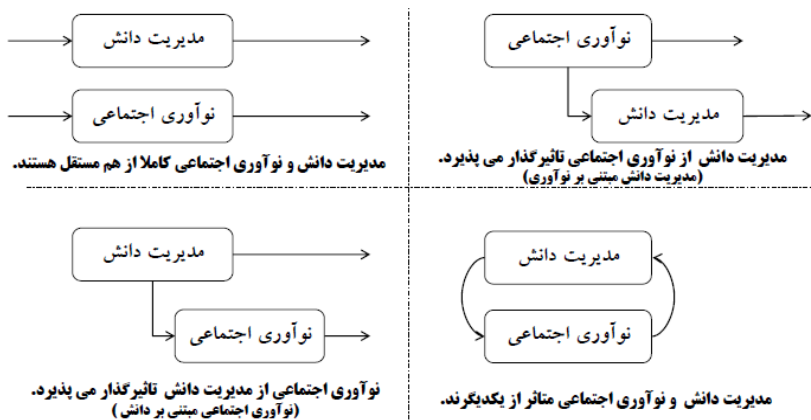 نوآوری اجتماعی
مدیریت دانش
مدیریت دانش از نوآوری اجتماعی تاثیرگذار می پذیرد.
(مدیریت دانش مبتنی بر نوآوری)
مدیریت دانش
نوآوری اجتماعی
مدیریت دانش و نوآوری اجتماعی کاملا از هم مستقل هستند.
مدیریت دانش
نوآوری اجتماعی
مدیریت دانش و نوآوری اجتماعی متاثر از یکدیگرند.
مدیریت دانش
نوآوری اجتماعی
نوآوری اجتماعی از مدیریت دانش تاثیرگذار می پذیرد.
(نوآوری اجتماعی مبتنی بر دانش )